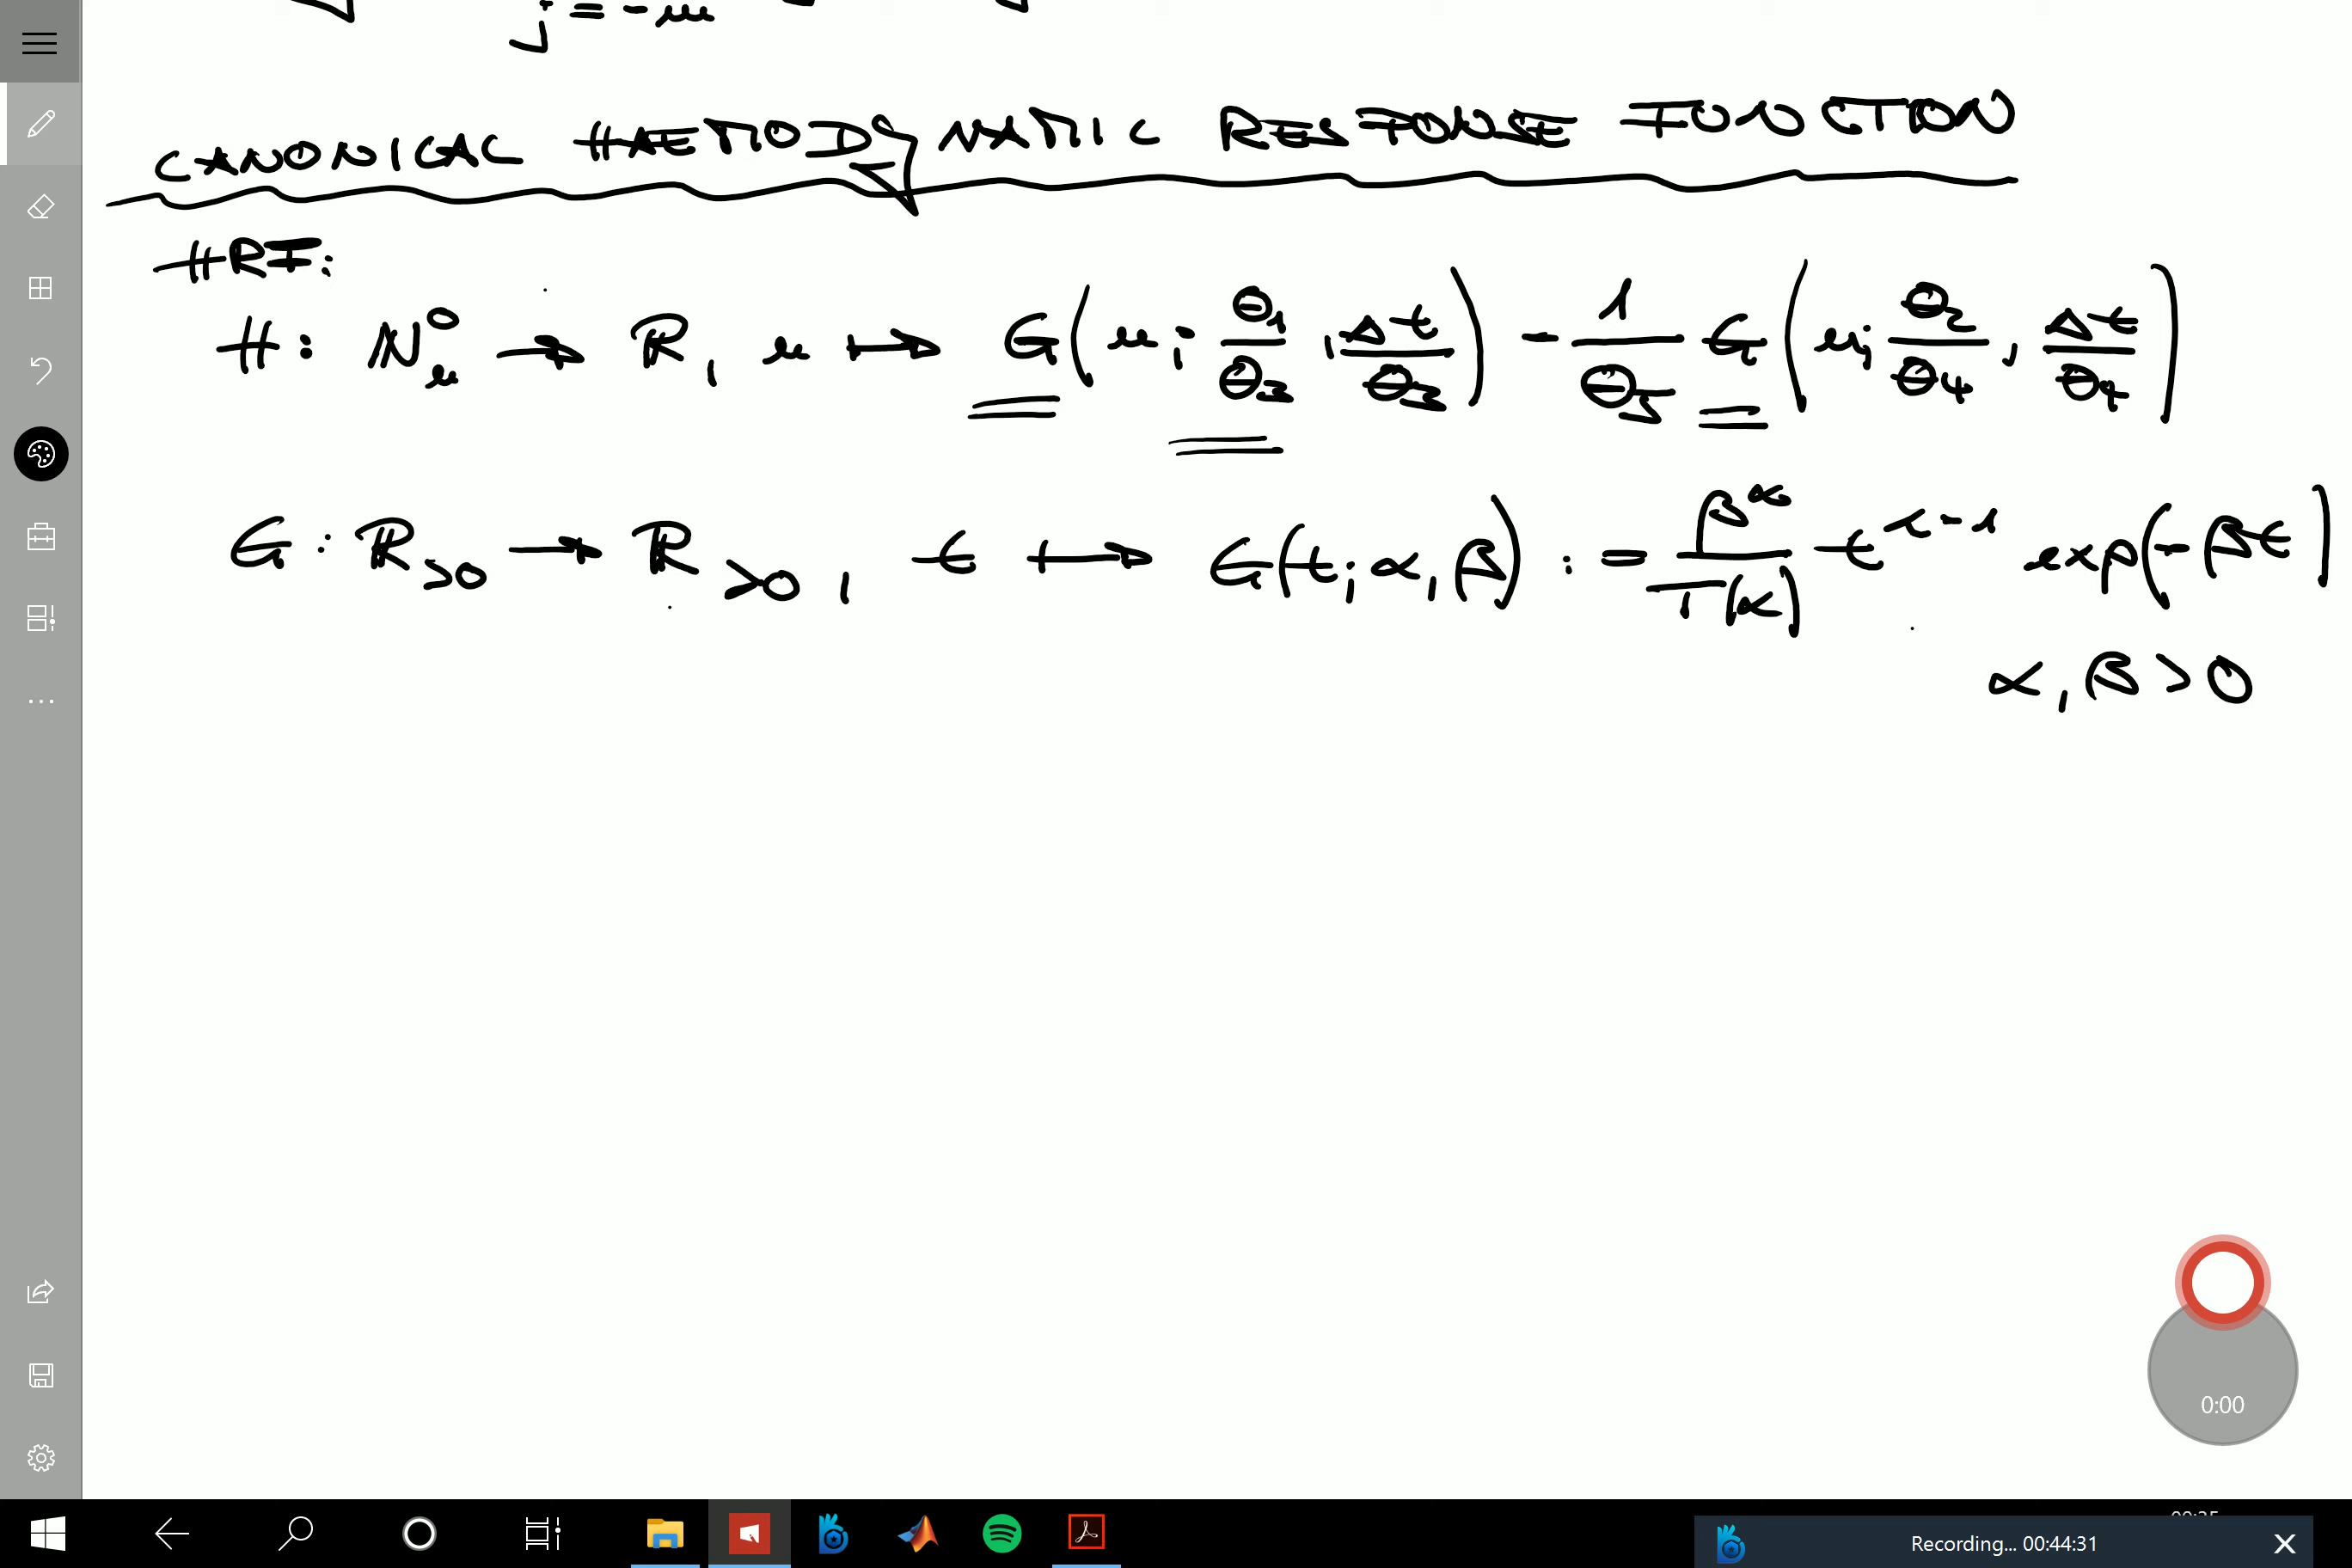 j = -m
CANONICAL HAEMODYNAMIC RESPONSE FUNCTION
HRF:
H: ℕ⁰ₙ → ℝ, n ↦ G(n; θ₁/θ₃, Δt/θ₃) - 1/θ₅ G(n; θ₂/θ₄, Δt/θ₄)
G: ℝ>0 → ℝ>0, t ↦ G(t; α, β) := β^α/Γ(α) t^(α-1) exp(-βt)
α, β > 0
0:00
Recording... 00:44:31